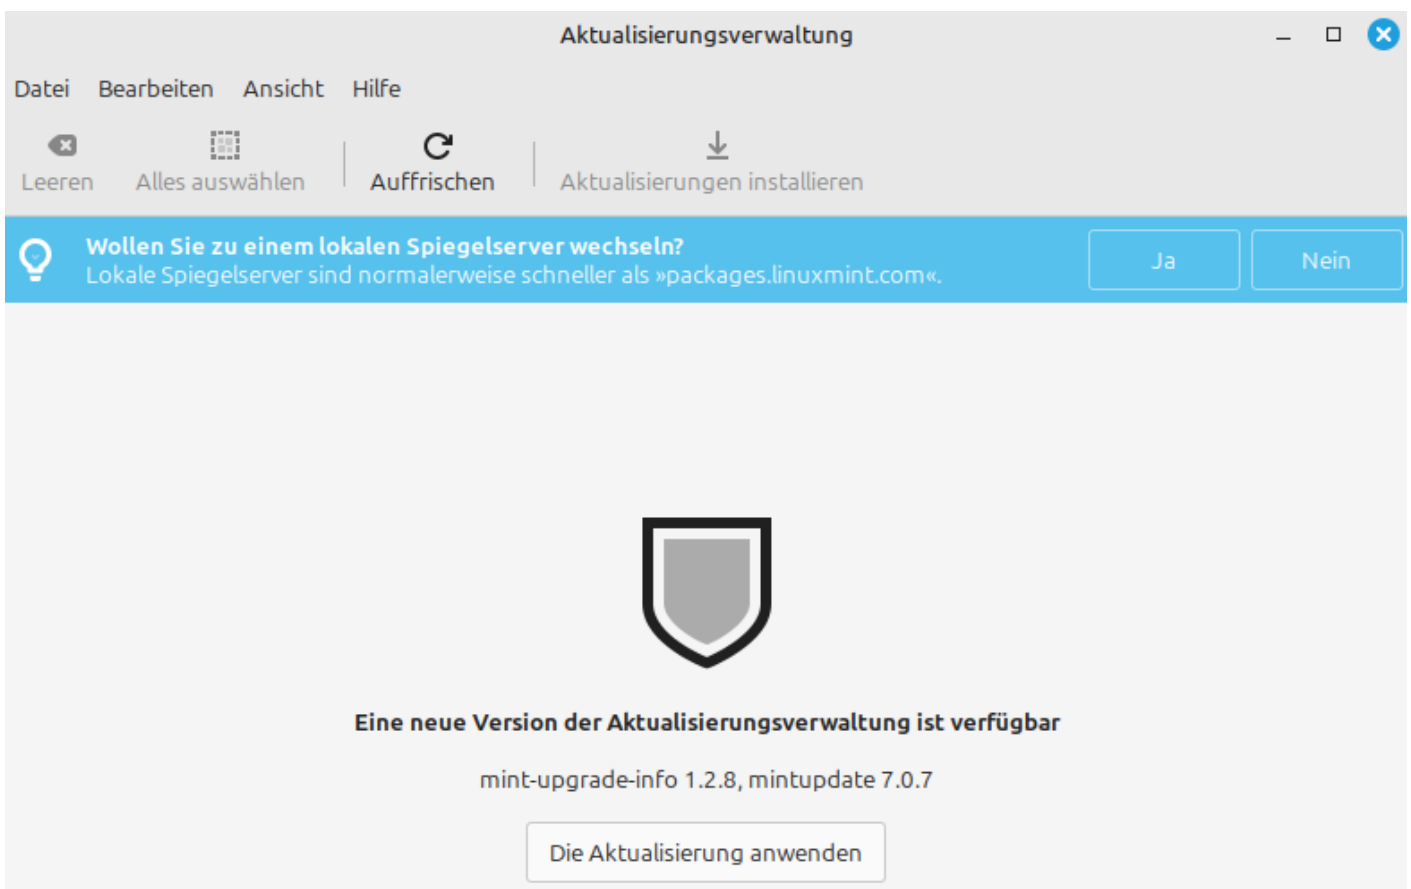 Aktualisierungsverwaltung
Datei Bearbeiten Ansicht Hilfe
Leeren Alles auswählen Auffrischen Aktualisierungen installieren
Wollen Sie zu einem lokalen Spiegelserver wechseln?
Lokale Spiegelserver sind normalerweise schneller als »packages.linuxmint.com«.
Ja Nein
Eine neue Version der Aktualisierungsverwaltung ist verfügbar
mint-upgrade-info 1.2.8, mintupdate 7.0.7
Die Aktualisierung anwenden